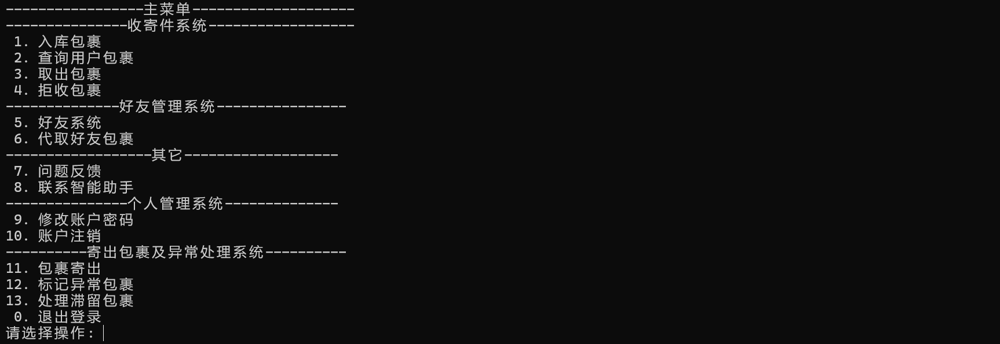 -----------------主菜单--------------------
---------------收寄件系统------------------
 1. 入库包裹
 2. 查询用户包裹
 3. 取出包裹
 4. 拒收包裹
--------------好友管理系统----------------
 5. 好友系统
 6. 代取好友包裹
------------------其它-------------------
 7. 问题反馈
 8. 联系智能助手
---------------个人管理系统--------------
 9. 修改账户密码
10. 账户注销
----------寄出包裹及异常处理系统----------
11. 包裹寄出
12. 标记异常包裹
13. 处理滞留包裹
 0. 退出登录
请选择操作: